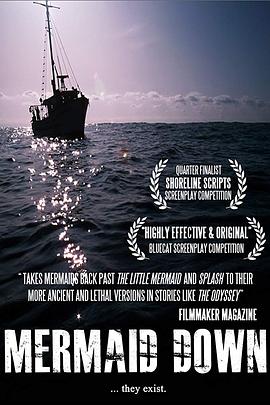 QUARTER FINALIST
SHORELINE SCRIPTS
SCREENPLAY COMPETITION
"HIGHLY EFFECTIVE & ORIGINAL"
BLUECAT SCREENPLAY COMPETITION
"TAKES MERMAIDS BACK PAST THE LITTLE MERMAID AND SPLASH TO THEIR
MORE ANCIENT AND LETHAL VERSIONS IN STORIES LIKE THE ODYSSEY"
FILMMAKER MAGAZINE
MERMAID DOWN
... they exist.